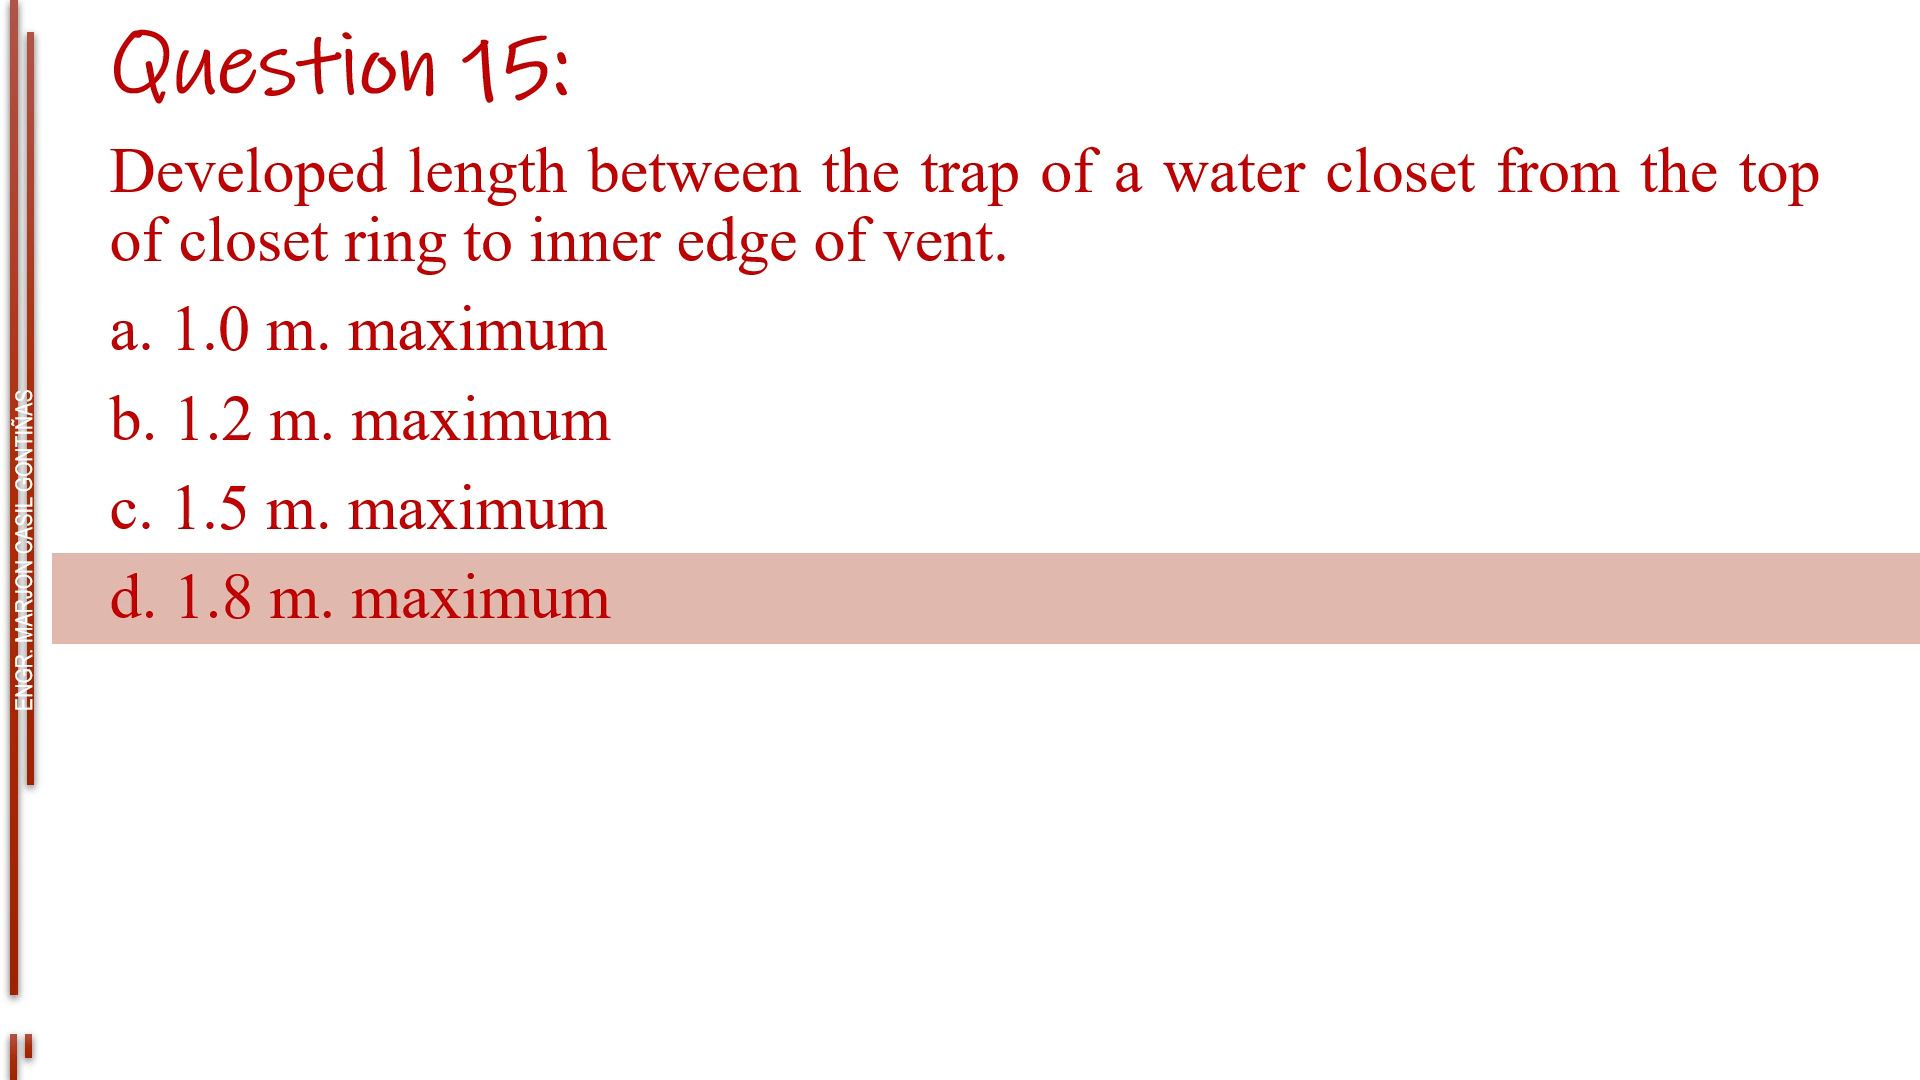 Question 15:
Developed length between the trap of a water closet from the top
of closet ring to inner edge of vent.
a. 1.0 m. maximum
b. 1.2 m. maximum
c. 1.5 m. maximum
d. 1.8 m. maximum
ENGR. MARJON CASIL GONTIÑAS